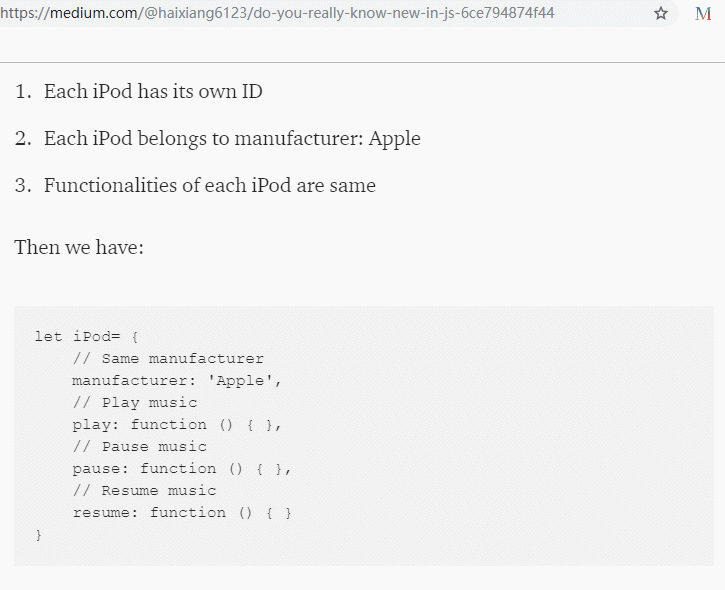 https://medium.com/@haixiang6123/do-you-really-know-new-in-js-6ce794874f44
M
1. Each iPod has its own ID
2. Each iPod belongs to manufacturer: Apple
3. Functionalities of each iPod are same
Then we have:
let iPod= {
    // Same manufacturer
    manufacturer: 'Apple',
    // Play music
    play: function () { },
    // Pause music
    pause: function () { },
    // Resume music
    resume: function () { }
}